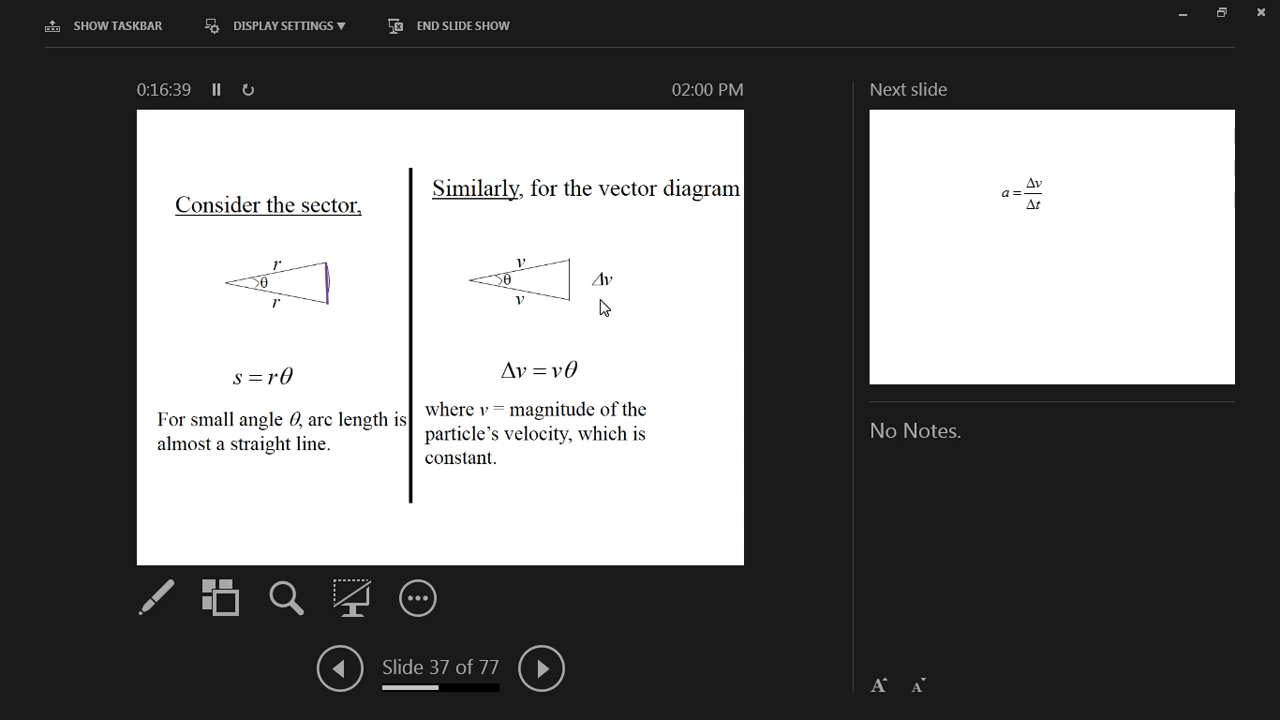 SHOW TASKBAR DISPLAY SETTINGS ▼ END SLIDE SHOW
0:16:39 02:00 PM
Consider the sector,
r
θ
r
s = rθ
For small angle θ, arc length is
almost a straight line.
Similarly, for the vector diagram
v
θ Δv
v
Δv = vθ
where v = magnitude of the
particle's velocity, which is
constant.
Slide 37 of 77
Next slide
a = Δv/Δt
No Notes.
A A